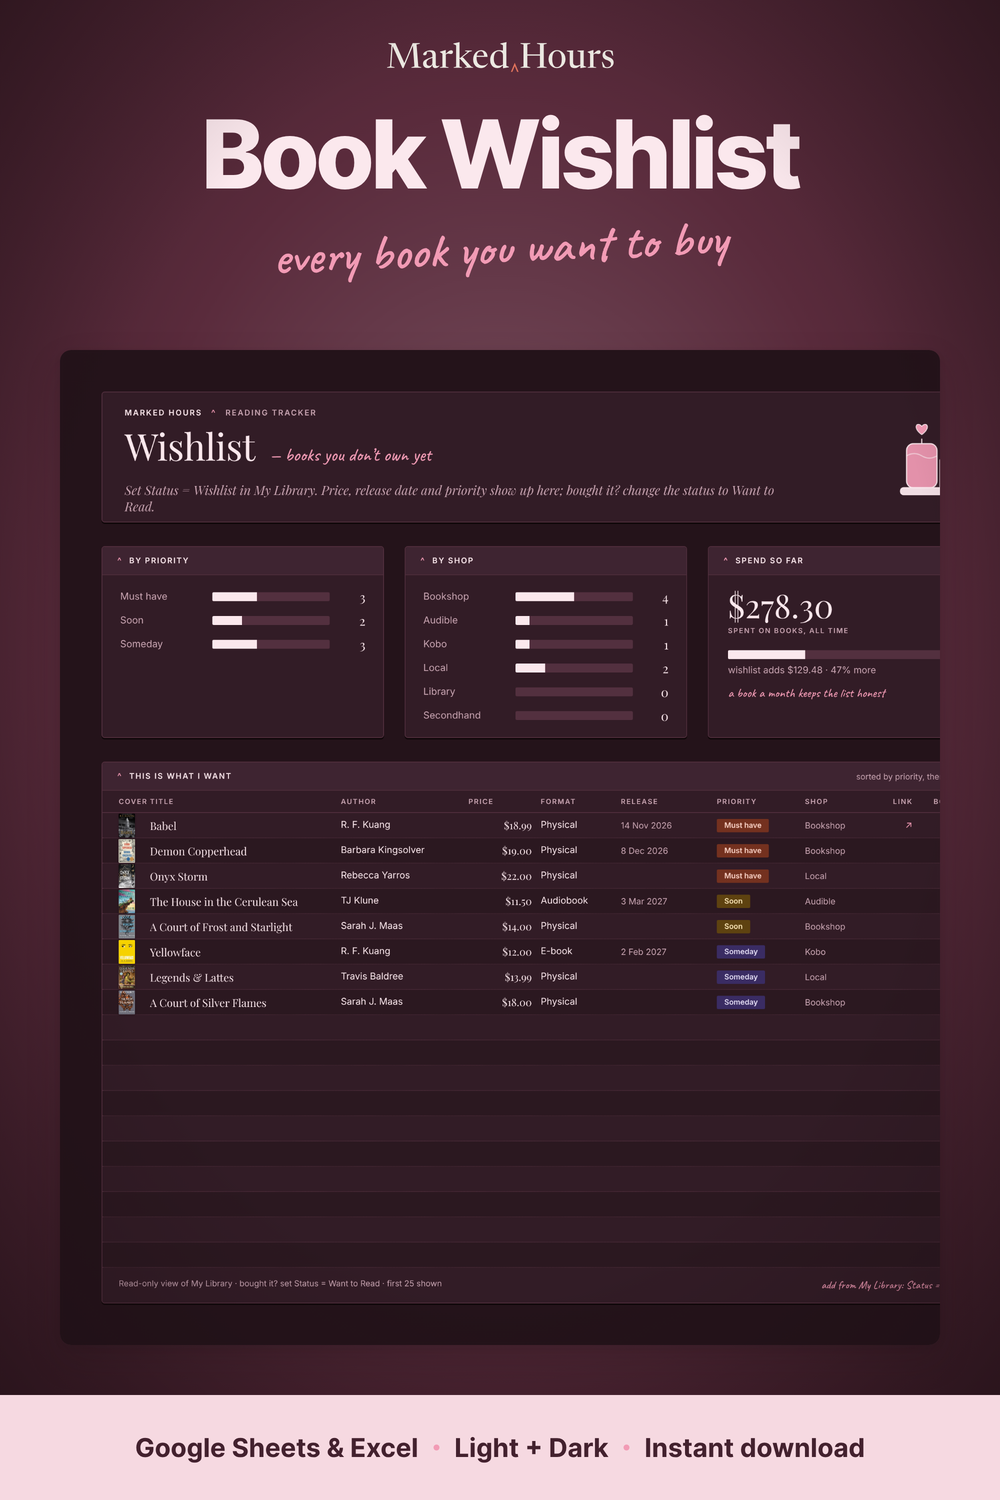 Marked^Hours
Book Wishlist
every book you want to buy
MARKED HOURS ^ READING TRACKER
Wishlist – books you don't own yet
Set Status = Wishlist in My Library. Price, release date and priority show up here; bought it? change the status to Want to
Read.
^ BY PRIORITY
Must have 3
Soon 2
Someday 3
^ BY SHOP
Bookshop 4
Audible 1
Kobo 1
Local 2
Library 0
Secondhand 0
^ SPEND SO FAR
$278.30
SPENT ON BOOKS, ALL TIME
wishlist adds $129.48 · 47% more
a book a month keeps the list honest
^ THIS IS WHAT I WANT sorted by priority, the
COVER TITLE AUTHOR PRICE FORMAT RELEASE PRIORITY SHOP LINK
Babel R. F. Kuang $18.99 Physical 14 Nov 2026 Must have Bookshop ↗
Demon Copperhead Barbara Kingsolver $19.00 Physical 8 Dec 2026 Must have Bookshop
Onyx Storm Rebecca Yarros $22.00 Physical Must have Local
The House in the Cerulean Sea TJ Klune $11.50 Audiobook 3 Mar 2027 Soon Audible
A Court of Frost and Starlight Sarah J. Maas $14.00 Physical Soon Bookshop
Yellowface R. F. Kuang $12.00 E-book 2 Feb 2027 Someday Kobo
Legends & Lattes Travis Baldree $13.99 Physical Someday Local
A Court of Silver Flames Sarah J. Maas $18.00 Physical Someday Bookshop
Read-only view of My Library · bought it? set Status = Want to Read · first 25 shown
add from My Library: Status =
Google Sheets & Excel • Light + Dark • Instant download